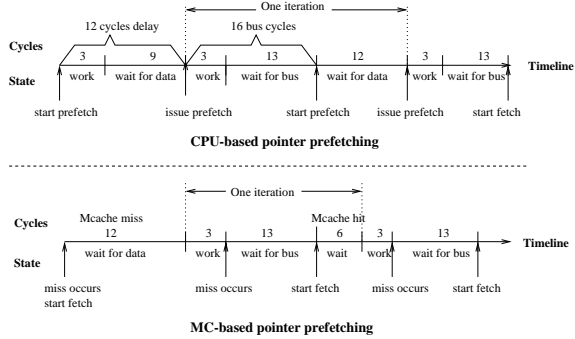 One iteration
12 cycles delay
16 bus cycles
Cycles
3 9 3 13 12 3 13
Timeline
work wait for data work wait for bus wait for data work wait for bus
State
start prefetch issue prefetch start prefetch issue prefetch start fetch
CPU-based pointer prefetching
One iteration
Mcache miss Mcache hit
Cycles
12 3 13 6 3 13
Timeline
wait for data work wait for bus wait work wait for bus
State
miss occurs miss occurs start fetch miss occurs start fetch
start fetch
MC-based pointer prefetching